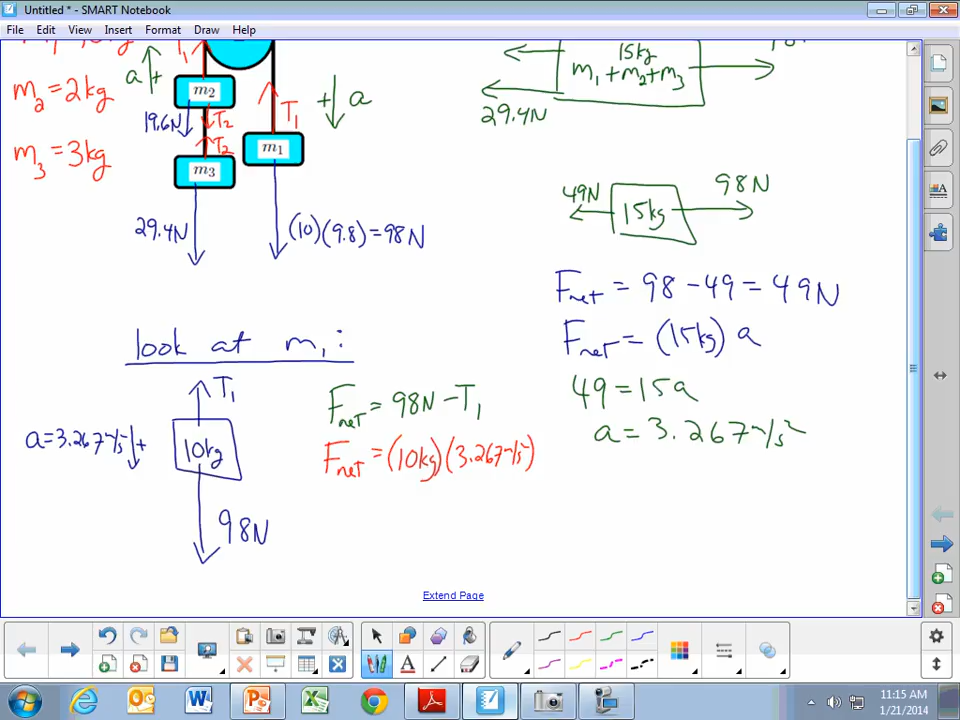 Untitled * - SMART Notebook
File Edit View Insert Format Draw Tools Help
T₁
a +
m₂ = 2kg
m₂
19.6N
T₂
T₂
T₁
+ a
m₁
m₃ = 3kg
m₃
29.4N
(10)(9.8) = 98N
15kg
m₁+m₂+m₃
29.4N
49N
15kg
98N
Fnet = 98 - 49 = 49N
Fnet = (15kg) a
49 = 15a
a = 3.267 m/s²
look at m₁:
T₁
a = 3.267 m/s² +
10kg
98N
Fnet = 98N - T₁
Fnet = (10kg)(3.267 m/s²)
Extend Page
A
11:15 AM
1/21/2014